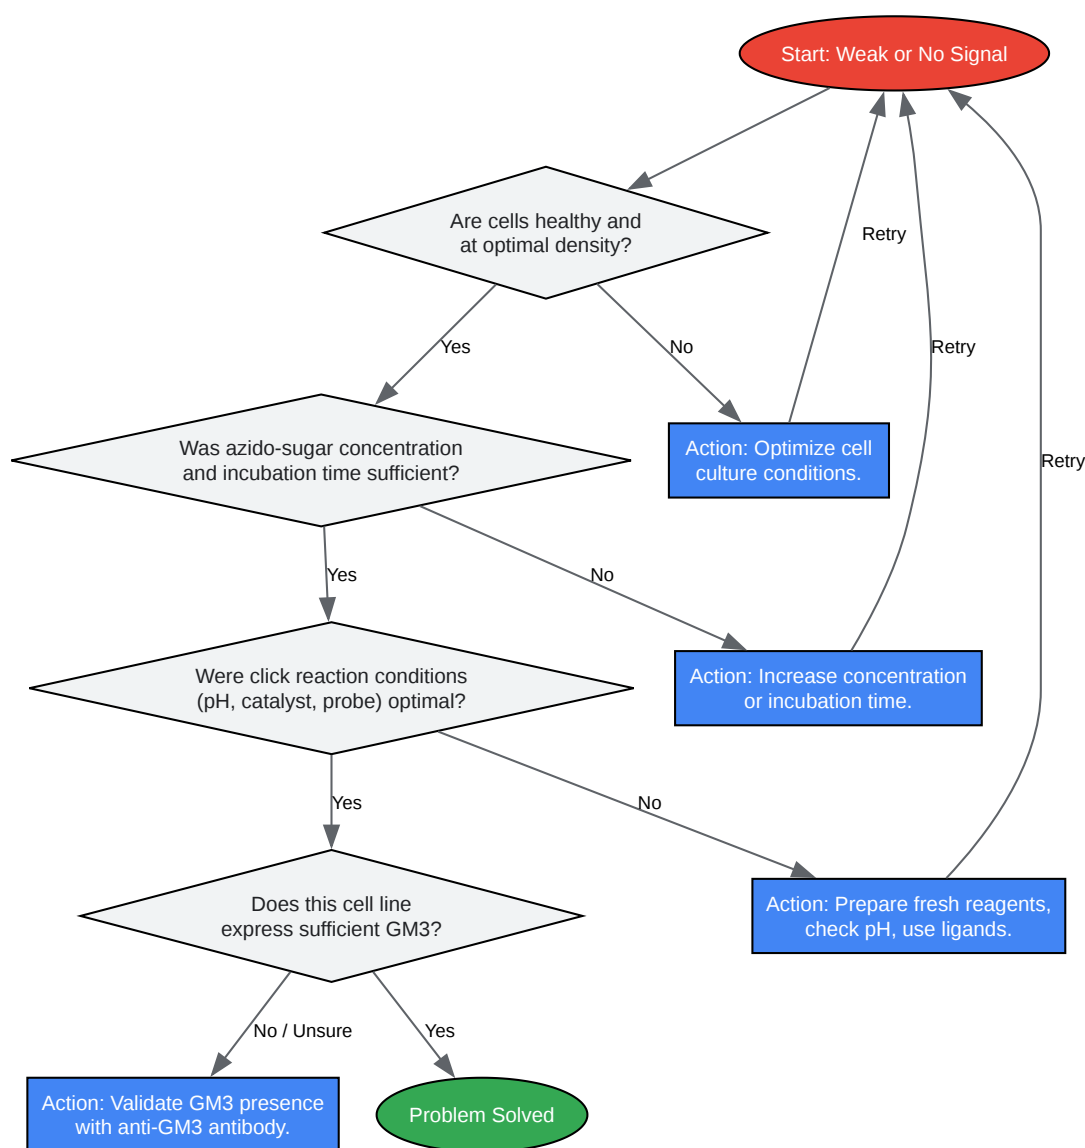 Start: Weak or No Signal
Are cells healthy and
at optimal density?
Retry
Yes
No
Retry
Was azido-sugar concentration
and incubation time sufficient?
Action: Optimize cell
culture conditions.
Retry
Yes
No
Were click reaction conditions
(pH, catalyst, probe) optimal?
Action: Increase concentration
or incubation time.
Yes
No
Does this cell line
express sufficient GM3?
Action: Prepare fresh reagents,
check pH, use ligands.
No / Unsure
Yes
Action: Validate GM3 presence
with anti-GM3 antibody.
Problem Solved